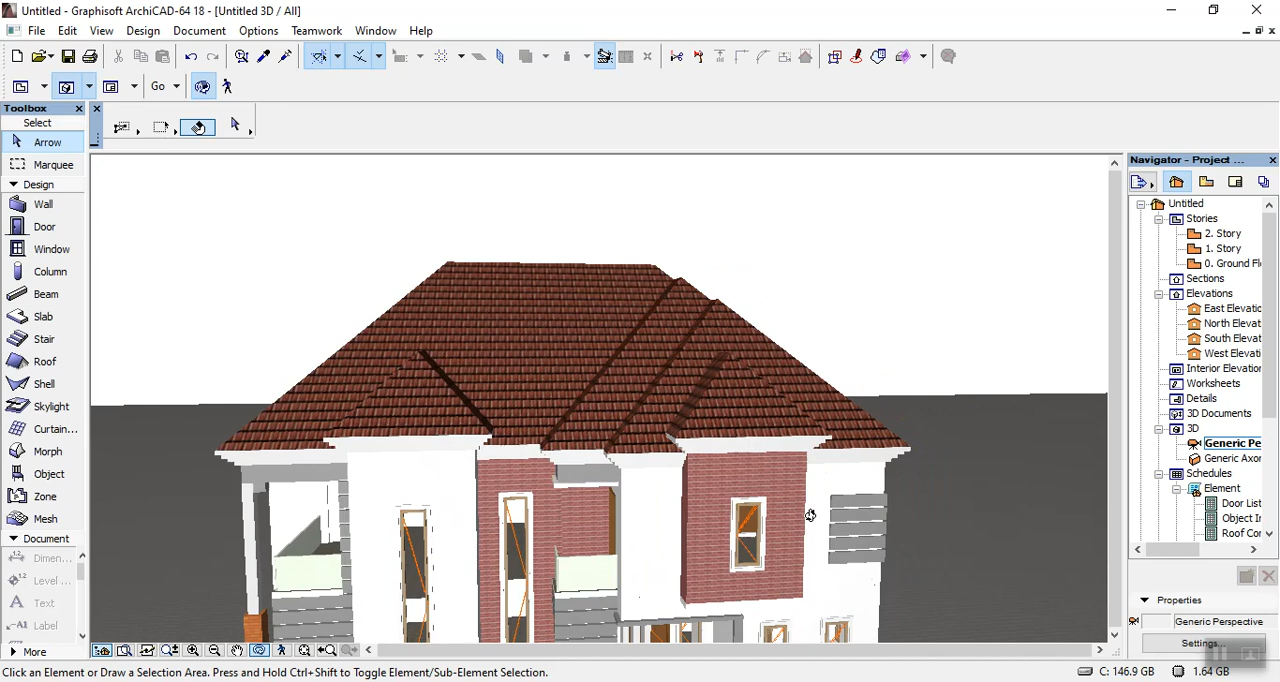 Untitled - Graphisoft ArchiCAD-64 18 - [Untitled 3D / All]
File Edit View Design Document Options Teamwork Window Help
Go
Toolbox
Select
Arrow
Marquee
Design
Wall
Door
Window
Column
Beam
Slab
Stair
Roof
Shell
Skylight
Curtain...
Morph
Object
Zone
Mesh
Document
Dimen...
Level ...
Text
Label
More
Navigator - Project ...
Untitled
Stories
2. Story
1. Story
0. Ground Fl
Sections
Elevations
East Elevatio
North Elevat
South Elevat
West Elevati
Interior Elevation
Worksheets
Details
3D Documents
3D
Generic Pe
Generic Axon
Schedules
Element
Door List
Object In
Roof Cor
Properties
Generic Perspective
Settings...
Click an Element or Draw a Selection Area. Press and Hold Ctrl+Shift to Toggle Element/Sub-Element Selection.
C: 146.9 GB
1.64 GB